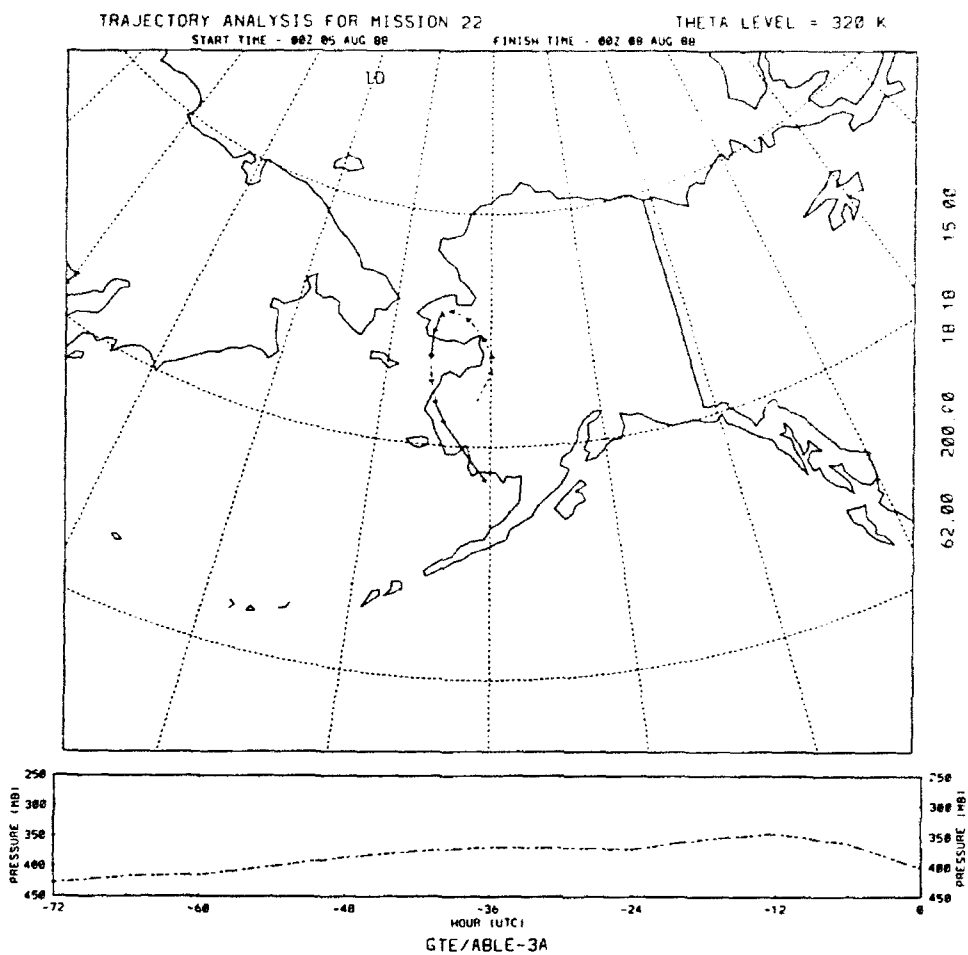 TRAJECTORY ANALYSIS FOR MISSION 22 THETA LEVEL = 320 K
START TIME - 00Z 05 AUG 88 FINISH TIME - 00Z 08 AUG 88
LD
15 00
18 18
200
62.00
250 250
300 300
350 350
400 400
450 450
PRESSURE (MB)
PRESSURE (MB)
-72 -60 -48 -36 -24 -12 0
HOUR (UTC)
GTE/ABLE-3A